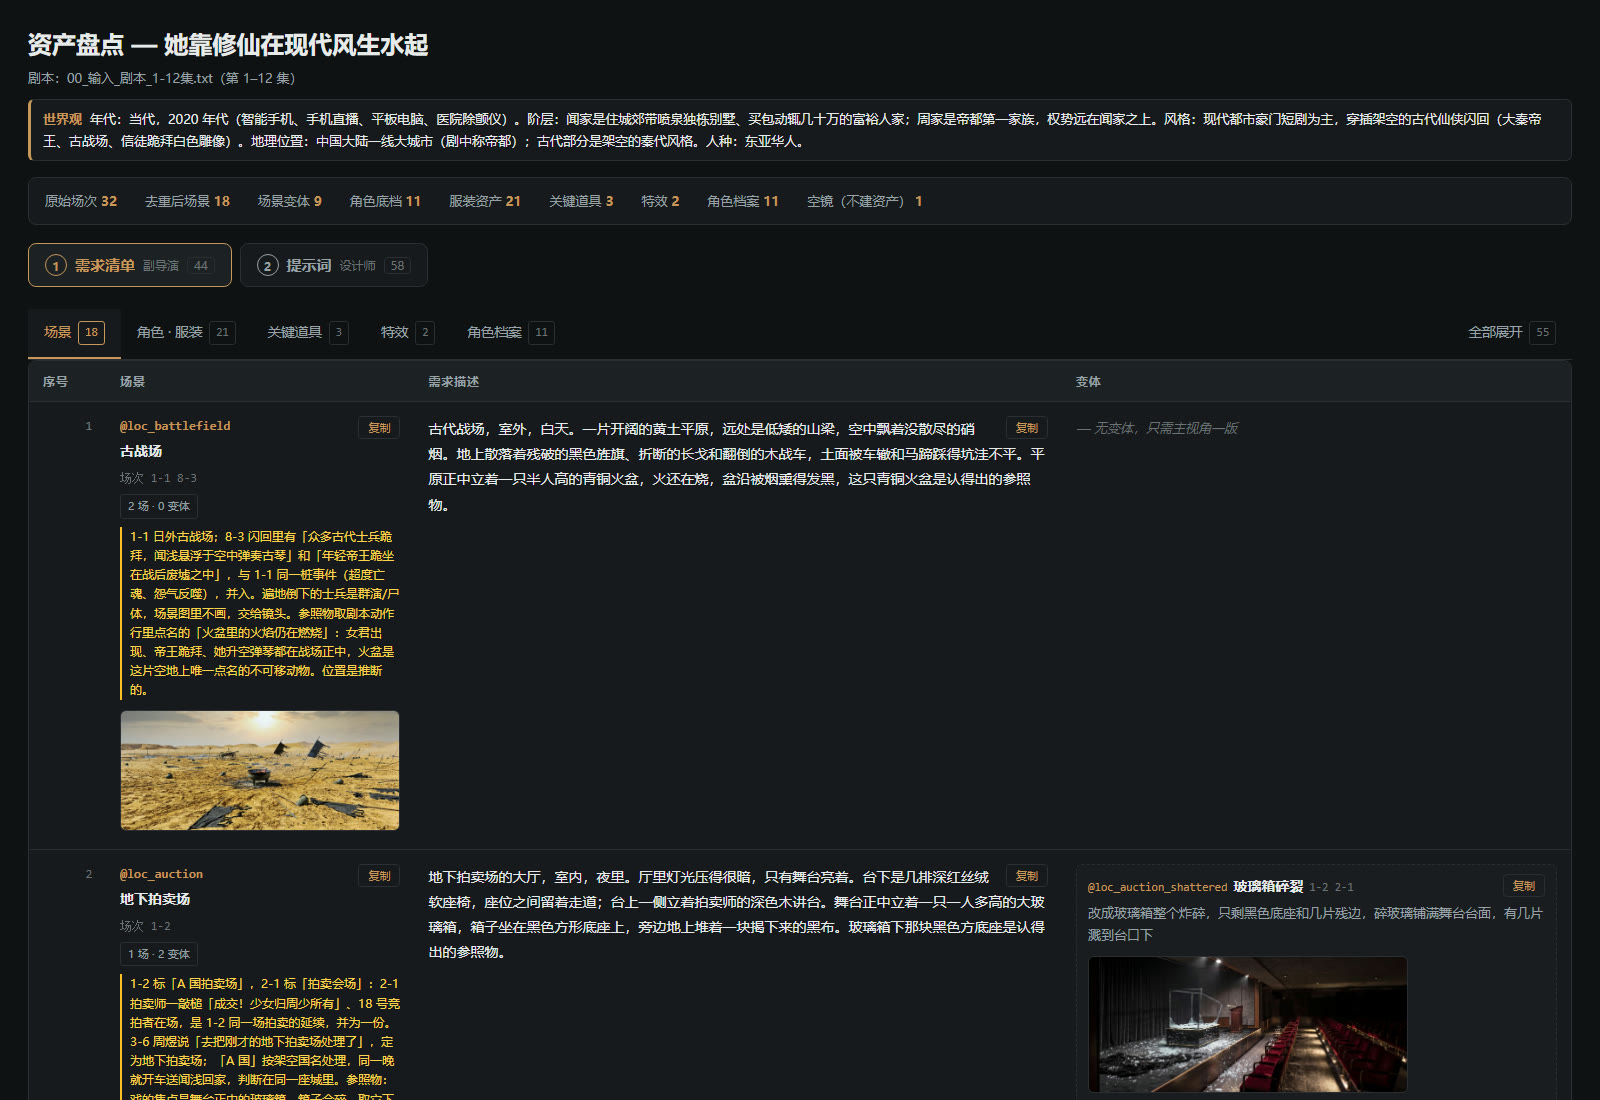 资产盘点 — 她靠修仙在现代风生水起
剧本：00_输入_剧本_1-12集.txt（第 1–12 集）
世界观 年代：当代，2020 年代（智能手机、手机直播、平板电脑、医院除颤仪）。阶层：闻家是住城郊带喷泉独栋别墅、买包动辄几十万的富裕人家；周家是帝都第一家族，权势远在闻家之上。风格：现代都市豪门短剧为主，穿插架空的古代仙侠闪回（大秦帝
王、古战场、信徒跪拜白色雕像）。地理位置：中国大陆一线大城市（剧中称帝都）；古代部分是架空的秦代风格。人种：东亚华人。
原始场次 32 去重后场景 18 场景变体 9 角色底档 11 服装资产 21 关键道具 3 特效 2 角色档案 11 空镜（不建资产） 1
1 需求清单 副导演 44 2 提示词 设计师 58
场景 18 角色 · 服装 21 关键道具 3 特效 2 角色档案 11 全部展开 55
序号 场景 需求描述 变体
1 @loc_battlefield 复制
古战场
场次 1-1 8-3
2 场 · 0 变体
1-1 日外古战场；8-3 闪回里有「众多古代士兵跪
拜，闻浅悬浮于空中弹奏古琴」和「年轻帝王跪坐
在战后废墟之中」，与 1-1 同一桩事件（超度亡
魂、怨气反噬），并入。遍地倒下的士兵是群演/尸
体，场景图里不画，交给镜头。参照物取剧本动作
行里点名的「火盆里的火焰仍在燃烧」：女君出
现、帝王跪拜、她升空弹琴都在战场正中，火盆是
这片空地上唯一点名的不可移动物。位置是推断
的。
古代战场，室外，白天。一片开阔的黄土平原，远处是低矮的山梁，空中飘着没散尽的硝 复制
烟。地上散落着残破的黑色旌旗、折断的长戈和翻倒的木战车，土面被车辙和马蹄踩得坑洼不平。平
原正中立着一只半人高的青铜火盆，火还在烧，盆沿被烟熏得发黑，这只青铜火盆是认得出的参照
物。
— 无变体，只需主视角一版
2 @loc_auction 复制
地下拍卖场
场次 1-2
1 场 · 2 变体
1-2 标「A 国拍卖场」，2-1 标「拍卖会场」：2-1
拍卖师一敲槌「成交！少女归周少所有」、18 号竞
拍者在场，是 1-2 同一场拍卖的延续，并为一份。
3-6 周煜说「去把刚才的地下拍卖场处理了」，定
为地下拍卖场；「A 国」按架空国名处理，同一晚
就开车送闻浅回家，判断在同一座城里。参照物：
戏的焦点是舞台正中的玻璃箱，箱子会碎，取它下
地下拍卖场的大厅，室内，夜里。厅里灯光压得很暗，只有舞台亮着。台下是几排深红丝绒 复制
软座椅，座位之间留着走道；台上一侧立着拍卖师的深色木讲台。舞台正中立着一只一人多高的大玻
璃箱，箱子坐在黑色方形底座上，旁边地上堆着一块揭下来的黑布。玻璃箱下那块黑色方底座是认得
出的参照物。
@loc_auction_shattered 玻璃箱碎裂 1-2 2-1 复制
改成玻璃箱整个炸碎，只剩黑色底座和几片残边，碎玻璃铺满舞台台面，有几片
溅到台口下